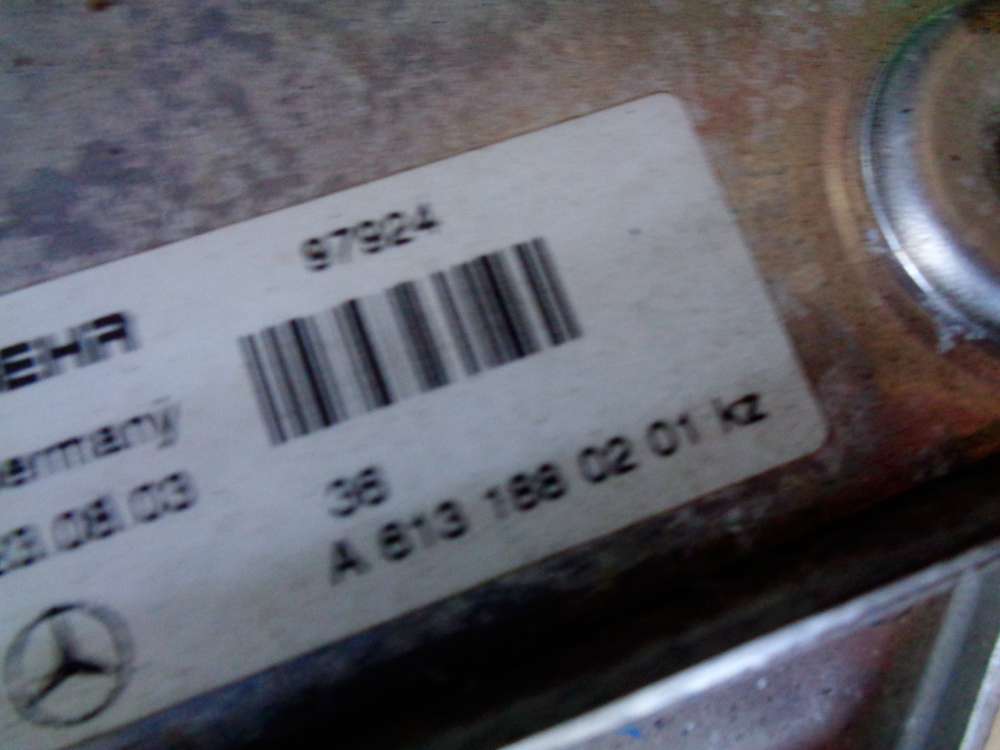 97924
EHR
ermany
23.08.03
36
A 613 188 02 01 kz